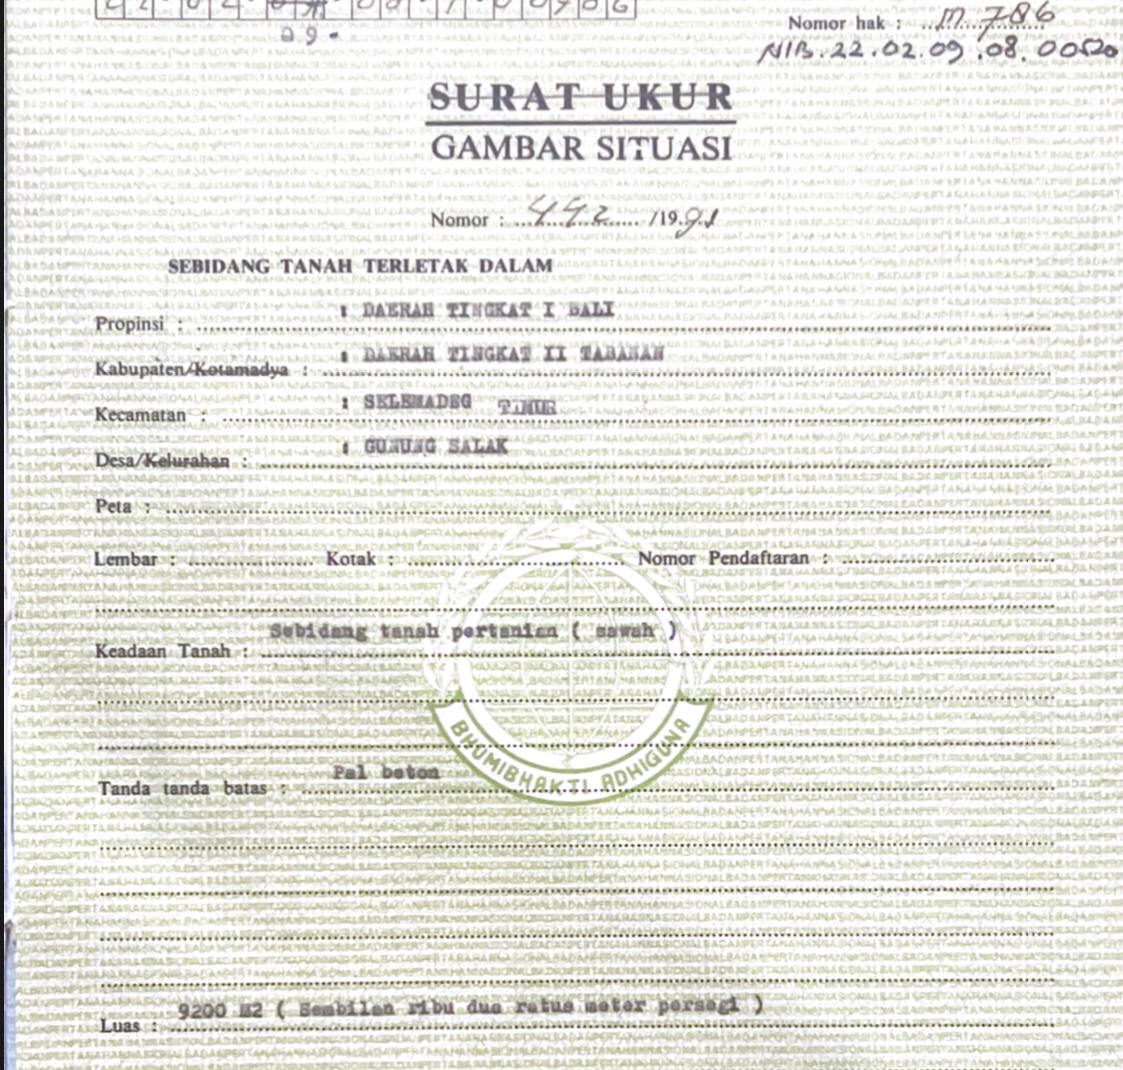 09.
Nomor hak : M 786
NIB. 22.02.09.08.00520
SURAT UKUR
GAMBAR SITUASI
Nomor : 442 /1991
SEBIDANG TANAH TERLETAK DALAM
Propinsi : : DAERAH TINGKAT I BALI
Kabupaten/Kotamadya : : DAERAH TINGKAT II TABANAN
Kecamatan : : SELEMADEG TIMUR
Desa/Kelurahan : : GUNUNG SALAK
Peta :
Lembar : Kotak : Nomor Pendaftaran :
Keadaan Tanah : Sebidang tanah pertanian ( sawah )
BHUMIBHAKTI ADHIGUNA
Tanda tanda batas : Pal beton
Luas : 9200 M2 ( Sembilan ribu dua ratus meter persegi )